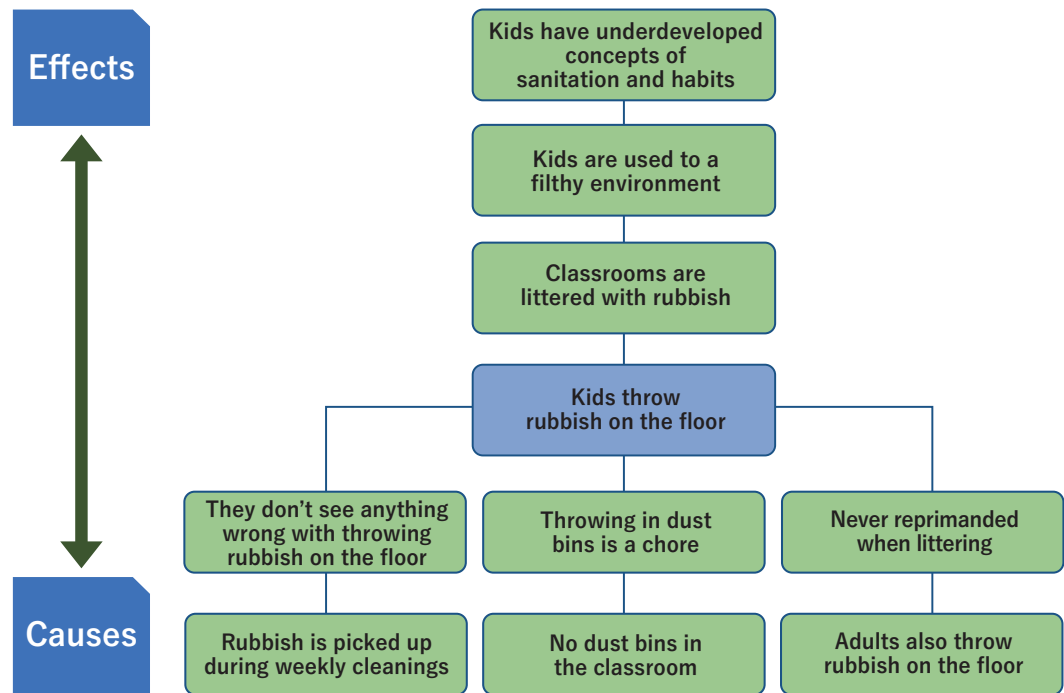 Effects
Kids have underdeveloped
concepts of
sanitation and habits
Kids are used to a
filthy environment
Classrooms are
littered with rubbish
Kids throw
rubbish on the floor
They don't see anything
wrong with throwing
rubbish on the floor
Throwing in dust
bins is a chore
Never reprimanded
when littering
Causes
Rubbish is picked up
during weekly cleanings
No dust bins in
the classroom
Adults also throw
rubbish on the floor